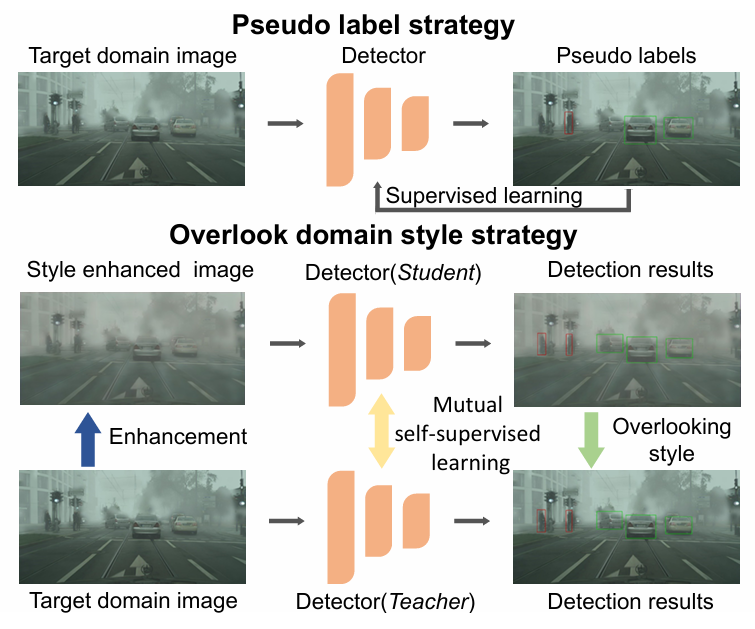 Pseudo label strategy
Target domain image
Detector
Pseudo labels
Supervised learning
Overlook domain style strategy
Style enhanced image
Detector(Student)
Detection results
Enhancement
Mutual
self-supervised
learning
Overlooking
style
Target domain image
Detector(Teacher)
Detection results